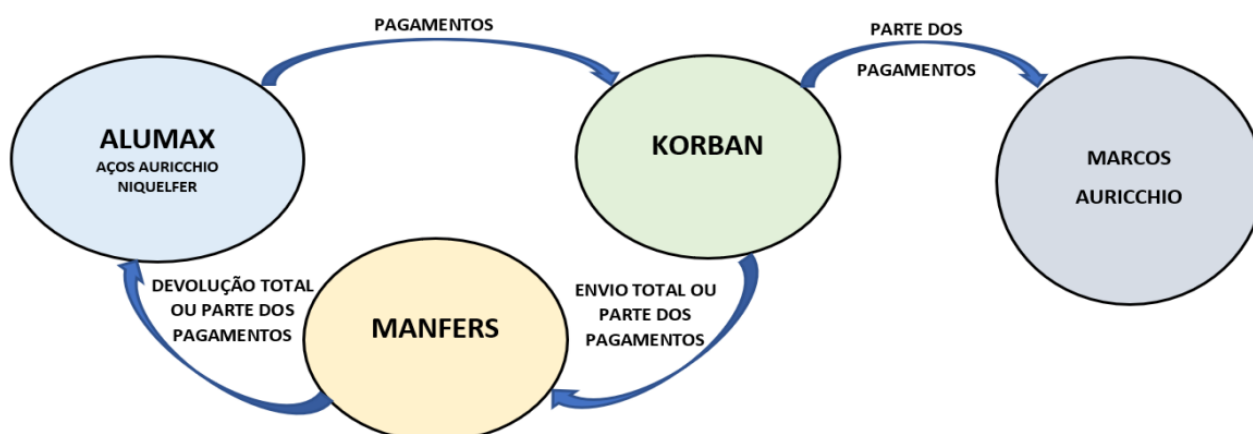 PAGAMENTOS
PARTE DOS
PAGAMENTOS
ALUMAX
AÇOS AURICCHIO
NIQUELFER
KORBAN
MARCOS
AURICCHIO
DEVOLUÇÃO TOTAL
OU PARTE DOS
PAGAMENTOS
MANFERS
ENVIO TOTAL OU
PARTE DOS
PAGAMENTOS